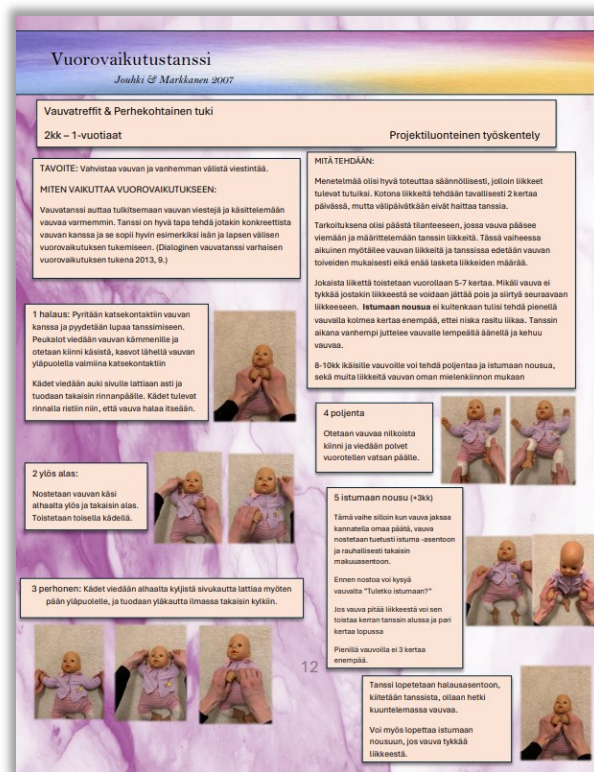 Vuorovaikutustanssi
Jouhki & Markkanen 2007
Vauvatreffit & Perhekohtainen tuki
2kk – 1-vuotiaat Projektiluonteinen työskentely
TAVOITE: Vahvistaa vauvan ja vanhemman välistä viestintää.
MITEN VAIKUTTAA VUOROVAIKUTUKSEEN:
Vauvatanssi auttaa tulkitsemaan vauvan viestejä ja käsittelemään
vauvaa varmemmin. Tanssi on hyvä tapa tehdä jotakin konkreettista
vauvan kanssa ja se sopii hyvin esimerkiksi isän ja lapsen välisen
vuorovaikutuksen tukemiseen. (Dialoginen vauvatanssi varhaisen
vuorovaikutuksen tukena 2013, 9.)
MITÄ TEHDÄÄN:
Menetelmä olisi hyvä toteuttaa säännöllisesti, jolloin liikkeet
tulevat tutuiksi. Kotona liikkeitä tehdään tavallisesti 2 kertaa
päivässä, mutta välipäivätkään eivät haittaa tanssia.
Tarkoituksena olisi päästä tilanteeseen, jossa vauva pääsee
viemään ja määrittelemään tanssin liikkeitä. Tässä vaiheessa
aikuinen myötäilee vauvan liikkeitä ja tanssissa edetään vauvan
toiveiden mukaisesti eikä enää lasketa liikkeiden määrää.
Jokaista liikettä toistetaan vuorollaan 5-7 kertaa. Mikäli vauva ei
tykkää jostakin liikkeestä se voidaan jättää pois ja siirtyä seuraavaan
liikkeeseen. Istumaan nousua ei kuitenkaan tulisi tehdä pienellä
vauvalla kolmea kertaa enempää, ettei niska rasitu liikaa. Tanssin
aikana vanhempi juttelee vauvalle lempeällä äänellä ja kehuu
vauvaa.
8-10kk ikäisille vauvoille voi tehdä poljentaa ja istumaan nousua,
sekä muita liikkeitä vauvan oman mielenkiinnon mukaan
1 halaus: Pyritään katsekontaktiin vauvan
kanssa ja pyydetään lupaa tanssimiseen.
Peukalot viedään vauvan kämmenille ja
otetaan kiinni käsistä, kasvot lähellä vauvan
yläpuolella valmiina katsekontaktiin
Kädet viedään auki sivulle lattiaan asti ja
tuodaan takaisin rinnanpäälle. Kädet tulevat
rinnalla ristiin niin, että vauva halaa itseään.
2 ylös alas:
Nostetaan vauvan käsi
alhaalta ylös ja takaisin alas.
Toistetaan toisella kädellä.
3 perhonen: Kädet viedään alhaalta kyljistä sivukautta lattiaa myöten
pään yläpuolelle, ja tuodaan yläkautta ilmassa takaisin kylkiin.
4 poljenta
Otetaan vauvaa nilkoista
kiinni ja viedään polvet
vuorotellen vatsan päälle.
5 istumaan nousu (+3kk)
Tämä vaihe silloin kun vauva jaksaa
kannatella omaa päätä, vauva
nostetaan tuetusti istuma -asentoon
ja rauhallisesti takaisin
makuuasentoon.
Ennen nostoa voi kysyä
vauvalta "Tuletko istumaan?"
Jos vauva pitää liikkeestä voi sen
toistaa kerran tanssin alussa ja pari
kertaa lopussa
Pienillä vauvoilla ei 3 kertaa
enempää.
12
Tanssi lopetetaan halausasentoon,
kiitetään tanssista, ollaan hetki
kuuntelemassa vauvaa.
Voi myös lopettaa istumaan
nousuun, jos vauva tykkää
liikkeestä.